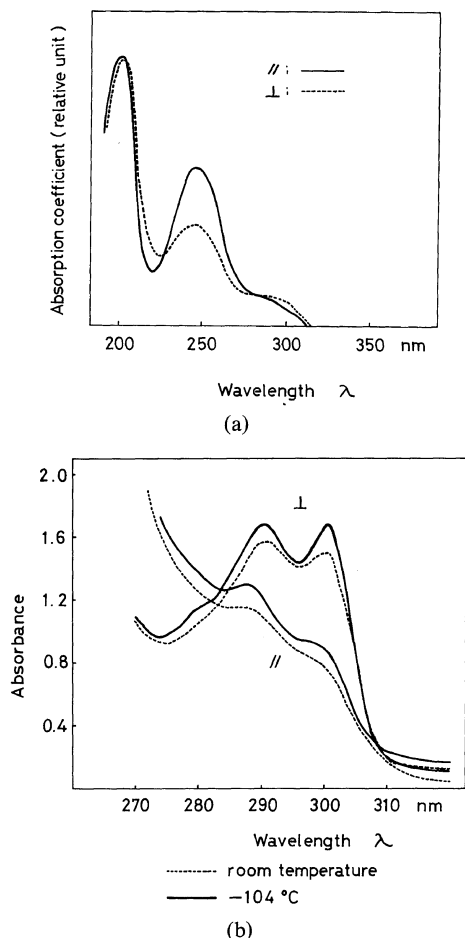 Absorption coefficient ( relative unit )
// ;
⊥ ;
200 250 300 350 nm
Wavelength λ
(a)
2.0
1.6
1.2
0.8
0.4
Absorbance
⊥
//
270 280 290 300 310 nm
Wavelength λ
room temperature
−104 °C
(b)